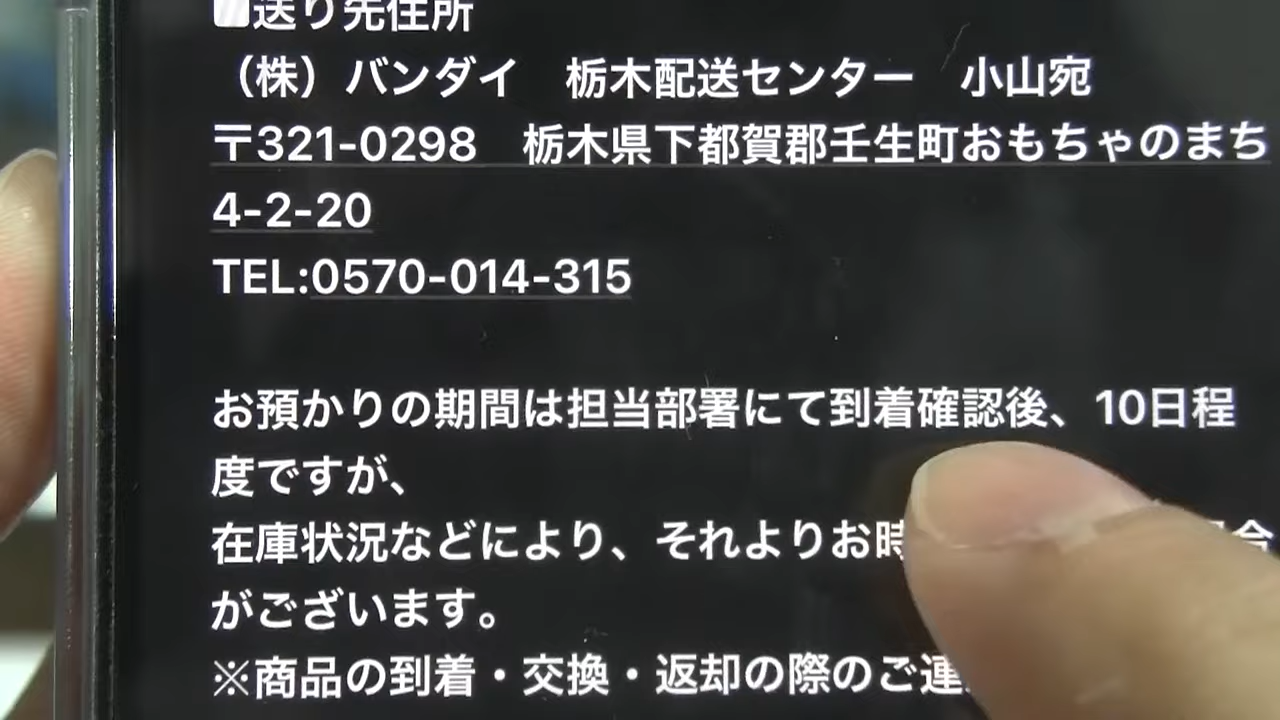 ■送り先住所
（株）バンダイ　栃木配送センター　小山宛
〒321-0298　栃木県下都賀郡壬生町おもちゃのまち
4-2-20
TEL:0570-014-315
お預かりの期間は担当部署にて到着確認後、10日程
度ですが、
在庫状況などにより、それよりお時
がございます。
※商品の到着・交換・返却の際のご連